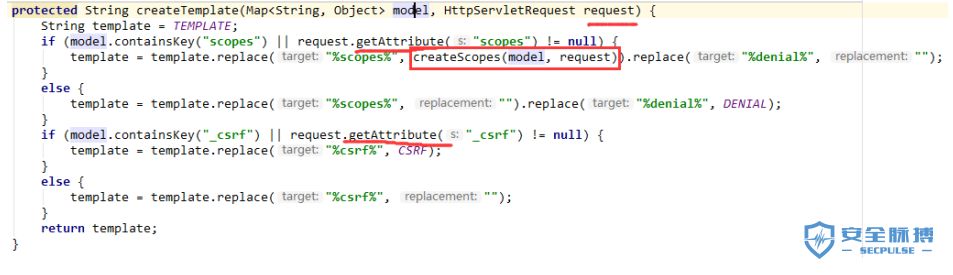 protected String createTemplate(Map<String, Object> model, HttpServletRequest request) {
String template = TEMPLATE;
if (model.containsKey("scopes") || request.getAttribute( s: "scopes") != null) {
template = template.replace( target: "%scopes%", createScopes(model, request)).replace( target: "%denial%", replacement: "");
}
else {
template = template.replace( target: "%scopes%", replacement: "").replace( target: "%denial%", DENIAL);
}
if (model.containsKey("_csrf") || request.getAttribute( s: "_csrf") != null) {
template = template.replace( target: "%csrf%", CSRF);
}
else {
template = template.replace( target: "%csrf%", replacement: "");
}
return template;
}
安全脉搏
SECPULSE